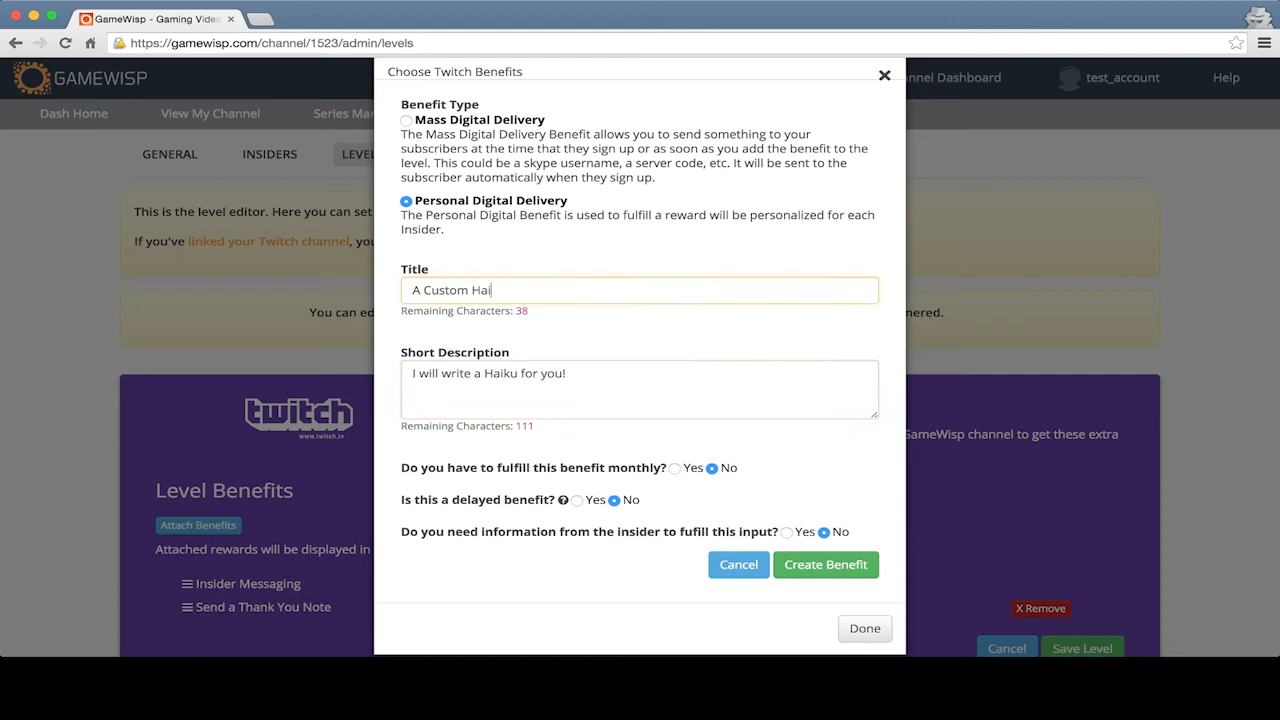 GameWisp - Gaming Video
https://gamewisp.com/channel/1523/admin/levels
GAMEWISP
nnel Dashboard
test_account
Help
Dash Home
View My Channel
Series Ma
GENERAL
INSIDERS
LEVEL
This is the level editor. Here you can set
If you've linked your Twitch channel, you
You can ed
nered.
Choose Twitch Benefits
Benefit Type
Mass Digital Delivery
The Mass Digital Delivery Benefit allows you to send something to your
subscribers at the time that they sign up or as soon as you add the benefit to the
level. This could be a skype username, a server code, etc. It will be sent to the
subscriber automatically when they sign up.
Personal Digital Delivery
The Personal Digital Benefit is used to fulfill a reward will be personalized for each
Insider.
Title
A Custom Hai
Remaining Characters: 38
Short Description
I will write a Haiku for you!
Remaining Characters: 111
Do you have to fulfill this benefit monthly? Yes No
Is this a delayed benefit? Yes No
Do you need information from the insider to fufill this input? Yes No
Cancel
Create Benefit
Done
twitch
www.twitch.tv
GameWisp channel to get these extra
Level Benefits
Attach Benefits
Attached rewards will be displayed in
Insider Messaging
Send a Thank You Note
X Remove
Cancel
Save Level